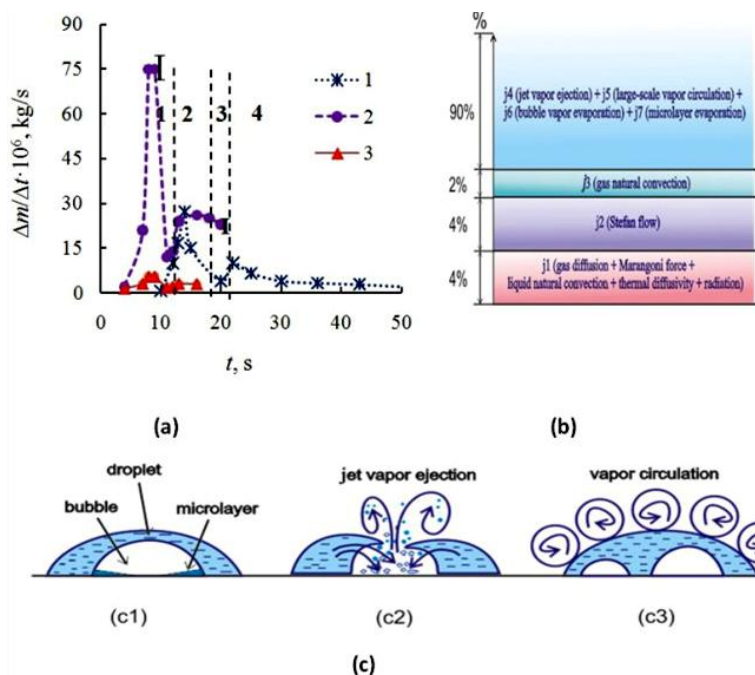 90
75
60
45
30
15
0
Δm/Δt·10⁶, kg/s
0 10 20 30 40 50
t, s
1 2 3 4
1
2
3
(a)
%
90%
2%
4%
4%
j4 (jet vapor ejection) + j5 (large-scale vapor circulation) +
j6 (bubble vapor evaporation) + j7 (microlayer evaporation)
j3 (gas natural convection)
j2 (Stefan flow)
j1 (gas diffusion + Marangoni force +
liquid natural convection + thermal diffusivity + radiation)
(b)
droplet
bubble
microlayer
(c1)
jet vapor ejection
(c2)
vapor circulation
(c3)
(c)